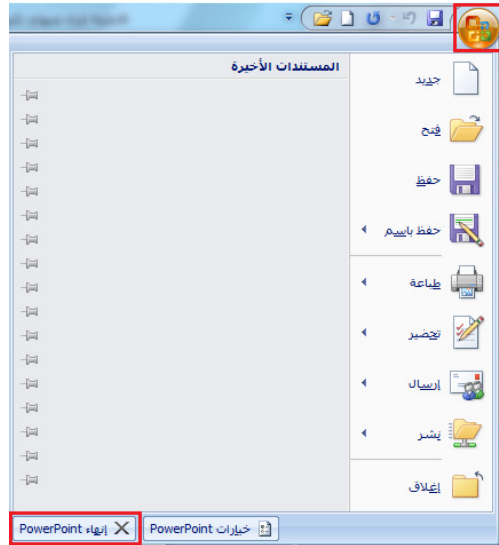 المستندات الأخيرة
جديد
فتح
حفظ
حفظ باسم
طباعة
تحضير
إرسال
نشر
إغلاق
خيارات PowerPoint
إنهاء PowerPoint